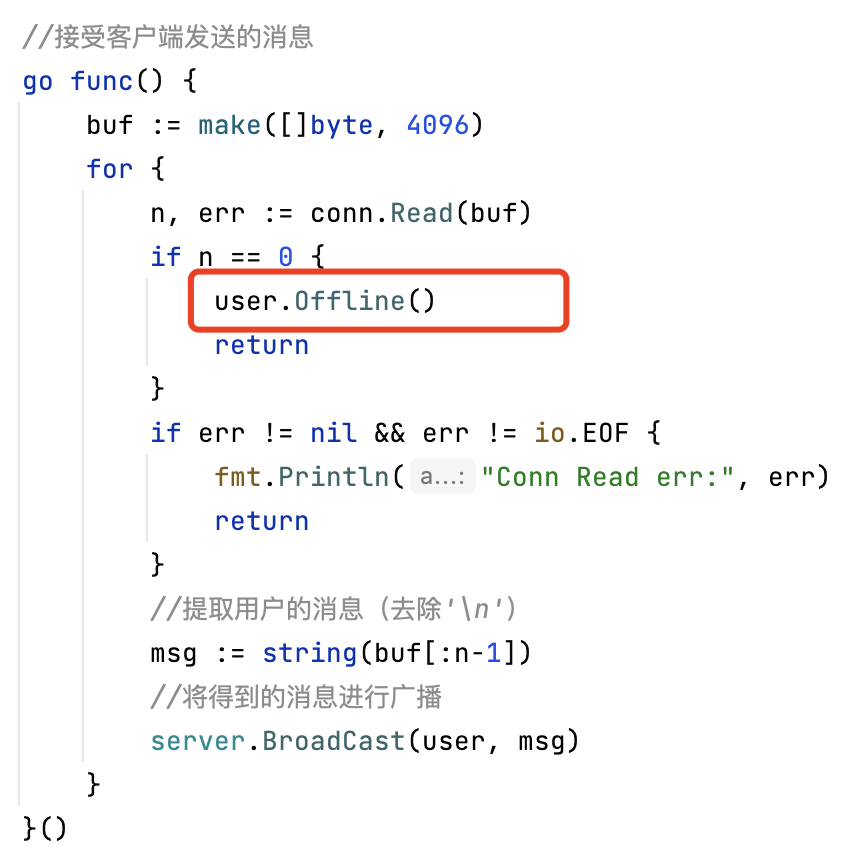 //接受客户端发送的消息
go func() {
buf := make([]byte, 4096)
for {
n, err := conn.Read(buf)
if n == 0 {
user.Offline()
return
}
if err != nil && err != io.EOF {
fmt.Println( a...: "Conn Read err:", err)
return
}
//提取用户的消息（去除'\n'）
msg := string(buf[:n-1])
//将得到的消息进行广播
server.BroadCast(user, msg)
}
}()